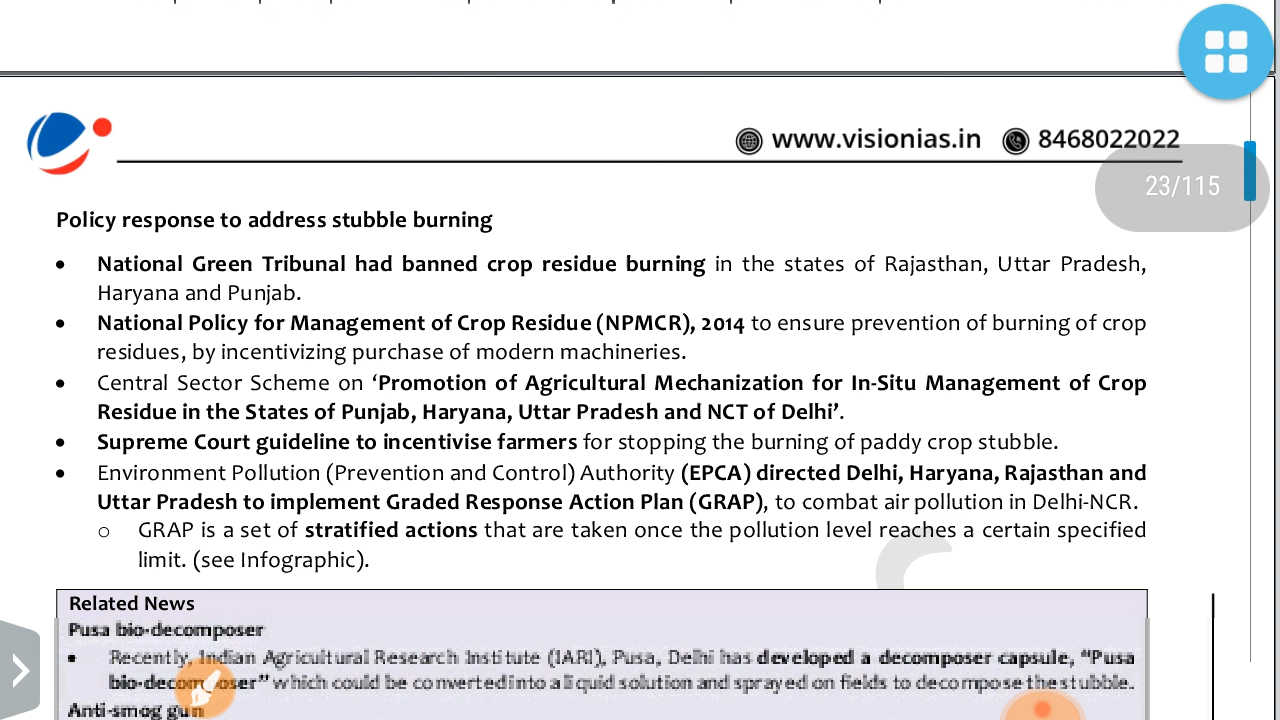 www.visionias.in 8468022022
23/115
Policy response to address stubble burning
• National Green Tribunal had banned crop residue burning in the states of Rajasthan, Uttar Pradesh,
Haryana and Punjab.
• National Policy for Management of Crop Residue (NPMCR), 2014 to ensure prevention of burning of crop
residues, by incentivizing purchase of modern machineries.
• Central Sector Scheme on ‘Promotion of Agricultural Mechanization for In-Situ Management of Crop
Residue in the States of Punjab, Haryana, Uttar Pradesh and NCT of Delhi’.
• Supreme Court guideline to incentivise farmers for stopping the burning of paddy crop stubble.
• Environment Pollution (Prevention and Control) Authority (EPCA) directed Delhi, Haryana, Rajasthan and
Uttar Pradesh to implement Graded Response Action Plan (GRAP), to combat air pollution in Delhi-NCR.
o GRAP is a set of stratified actions that are taken once the pollution level reaches a certain specified
limit. (see Infographic).
Related News
Pusa bio-decomposer
• Recently, Indian Agricultural Research Institute (IARI), Pusa, Delhi has developed a decomposer capsule, “Pusa
bio-decomposer” which could be converted into a liquid solution and sprayed on fields to decompose the stubble.
Anti-smog gun